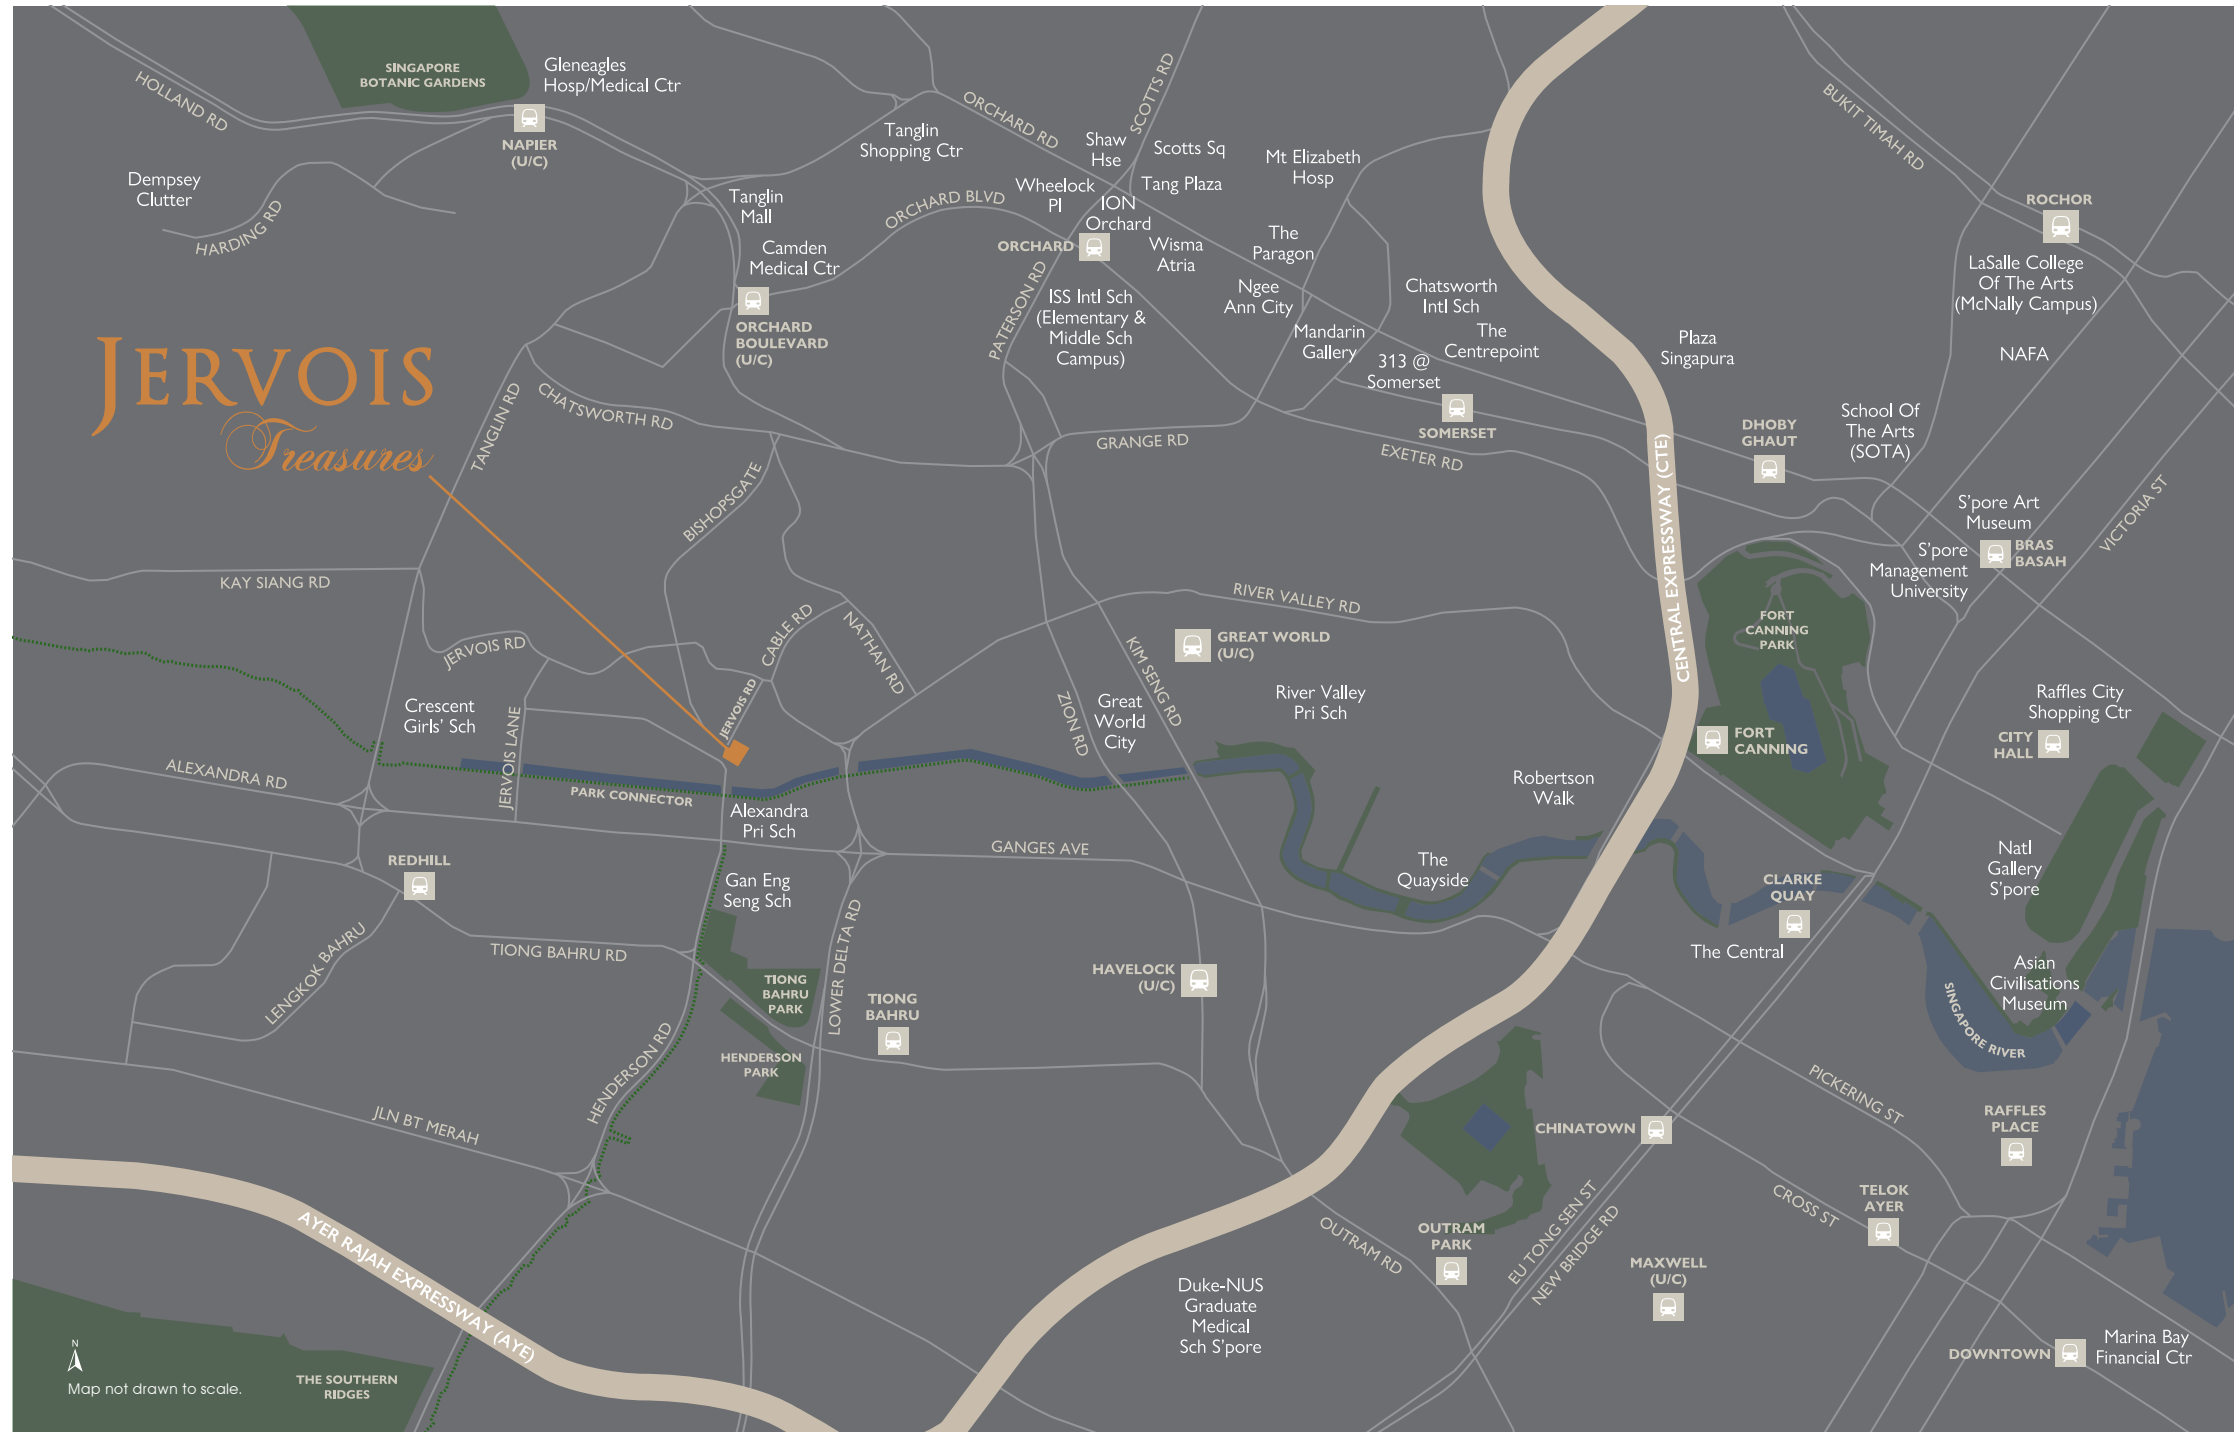 SINGAPORE
BOTANIC GARDENS
Gleneagles
Hosp/Medical Ctr
HOLLAND RD
NAPIER
(U/C)
Dempsey
Clutter
HARDING RD
Tanglin
Shopping Ctr
ORCHARD RD
SCOTTS RD
Shaw
Hse
Scotts Sq
Mt Elizabeth
Hosp
BUKIT TIMAH RD
Tanglin
Mall
ORCHARD BLVD
Wheelock
Pl
Tang Plaza
ION
Orchard
ORCHARD
Wisma
Atria
The
Paragon
ROCHOR
Camden
Medical Ctr
ORCHARD
BOULEVARD
(U/C)
PATERSON RD
ISS Intl Sch
(Elementary &
Middle Sch
Campus)
Ngee
Ann City
Mandarin
Gallery
Chatsworth
Intl Sch
The
Centrepoint
313 @
Somerset
SOMERSET
Plaza
Singapura
LaSalle College
Of The Arts
(McNally Campus)
NAFA
JERVOIS
Treasures
TANGLIN RD
CHATSWORTH RD
BISHOPSGATE
GRANGE RD
EXETER RD
CENTRAL EXPRESSWAY (CTE)
DHOBY
GHAUT
School Of
The Arts
(SOTA)
S'pore Art
Museum
VICTORIA ST
BRAS
BASAH
S'pore
Management
University
KAY SIANG RD
JERVOIS RD
CABLE RD
NATHAN RD
RIVER VALLEY RD
GREAT WORLD
(U/C)
KIM SENG RD
ZION RD
Great
World
City
River Valley
Pri Sch
FORT
CANNING
PARK
FORT
CANNING
Raffles City
Shopping Ctr
CITY
HALL
Crescent
Girls' Sch
JERVOIS LANE
JERVOIS RD
ALEXANDRA RD
PARK CONNECTOR
Alexandra
Pri Sch
Robertson
Walk
GANGES AVE
The
Quayside
CLARKE
QUAY
The Central
Natl
Gallery
S'pore
REDHILL
Gan Eng
Seng Sch
LENGKOK BAHRU
TIONG BAHRU RD
LOWER DELTA RD
TIONG
BAHRU
PARK
TIONG
BAHRU
HAVELOCK
(U/C)
Asian
Civilisations
Museum
SINGAPORE RIVER
HENDERSON RD
HENDERSON
PARK
JLN BT MERAH
PICKERING ST
CHINATOWN
RAFFLES
PLACE
CROSS ST
TELOK
AYER
AYER RAJAH EXPRESSWAY (AYE)
OUTRAM RD
OUTRAM
PARK
EU TONG SEN ST
NEW BRIDGE RD
MAXWELL
(U/C)
Duke-NUS
Graduate
Medical
Sch S'pore
DOWNTOWN
Marina Bay
Financial Ctr
N
Map not drawn to scale.
THE SOUTHERN
RIDGES